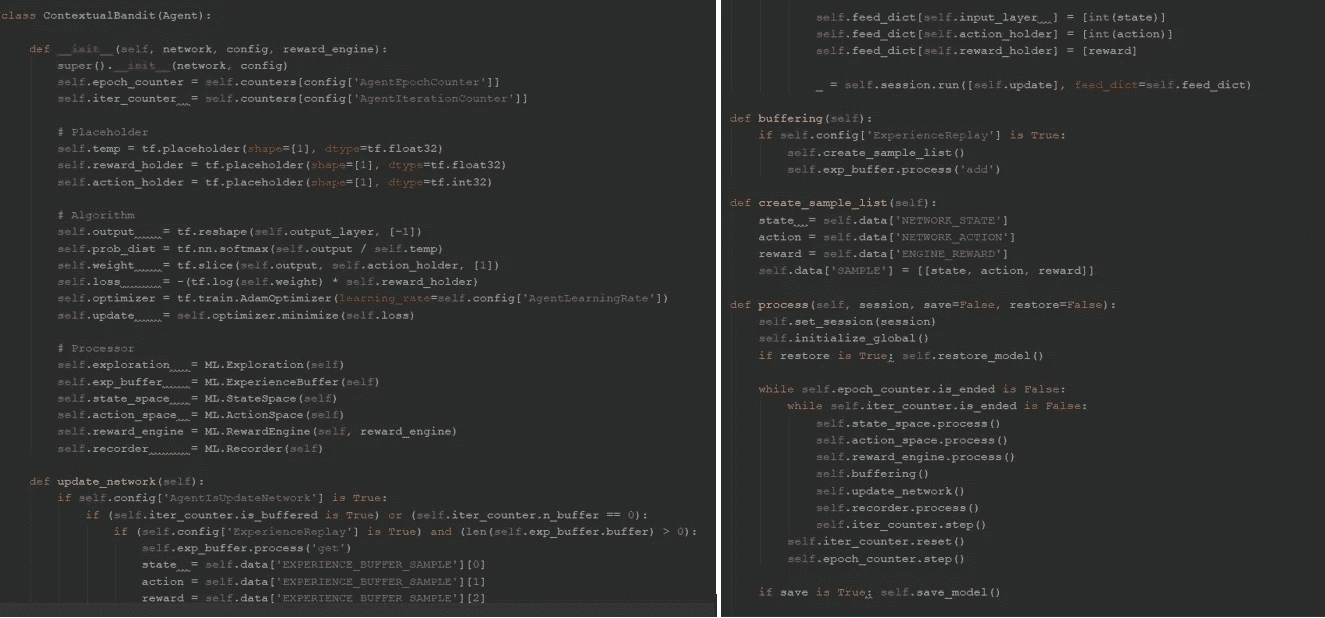 class ContextualBandit(Agent):
def __init__(self, network, config, reward_engine):
super().__init__(network, config)
self.epoch_counter = self.counters[config['AgentEpochCounter']]
self.iter_counter = self.counters[config['AgentIterationCounter']]
# Placeholder
self.temp = tf.placeholder(shape=[1], dtype=tf.float32)
self.reward_holder = tf.placeholder(shape=[1], dtype=tf.float32)
self.action_holder = tf.placeholder(shape=[1], dtype=tf.int32)
# Algorithm
self.output = tf.reshape(self.output_layer, [-1])
self.prob_dist = tf.nn.softmax(self.output / self.temp)
self.weight = tf.slice(self.output, self.action_holder, [1])
self.loss = -(tf.log(self.weight) * self.reward_holder)
self.optimizer = tf.train.AdamOptimizer(learning_rate=self.config['AgentLearningRate'])
self.update = self.optimizer.minimize(self.loss)
# Processor
self.exploration = ML.Exploration(self)
self.exp_buffer = ML.ExperienceBuffer(self)
self.state_space = ML.StateSpace(self)
self.action_space = ML.ActionSpace(self)
self.reward_engine = ML.RewardEngine(self, reward_engine)
self.recorder = ML.Recorder(self)
def update_network(self):
if self.config['AgentIsUpdateNetwork'] is True:
if (self.iter_counter.is_buffered is True) or (self.iter_counter.n_buffer == 0):
if (self.config['ExperienceReplay'] is True) and (len(self.exp_buffer.buffer) > 0):
self.exp_buffer.process('get')
state = self.data['EXPERIENCE_BUFFER_SAMPLE'][0]
action = self.data['EXPERIENCE_BUFFER_SAMPLE'][1]
reward = self.data['EXPERIENCE_BUFFER_SAMPLE'][2]
self.feed_dict[self.input_layer] = [int(state)]
self.feed_dict[self.action_holder] = [int(action)]
self.feed_dict[self.reward_holder] = [reward]
_ = self.session.run([self.update], feed_dict=self.feed_dict)
def buffering(self):
if self.config['ExperienceReplay'] is True:
self.create_sample_list()
self.exp_buffer.process('add')
def create_sample_list(self):
state = self.data['NETWORK_STATE']
action = self.data['NETWORK_ACTION']
reward = self.data['ENGINE_REWARD']
self.data['SAMPLE'] = [[state, action, reward]]
def process(self, session, save=False, restore=False):
self.set_session(session)
self.initialize_global()
if restore is True: self.restore_model()
while self.epoch_counter.is_ended is False:
while self.iter_counter.is_ended is False:
self.state_space.process()
self.action_space.process()
self.reward_engine.process()
self.buffering()
self.update_network()
self.recorder.process()
self.iter_counter.step()
self.iter_counter.reset()
self.epoch_counter.step()
if save is True: self.save_model()